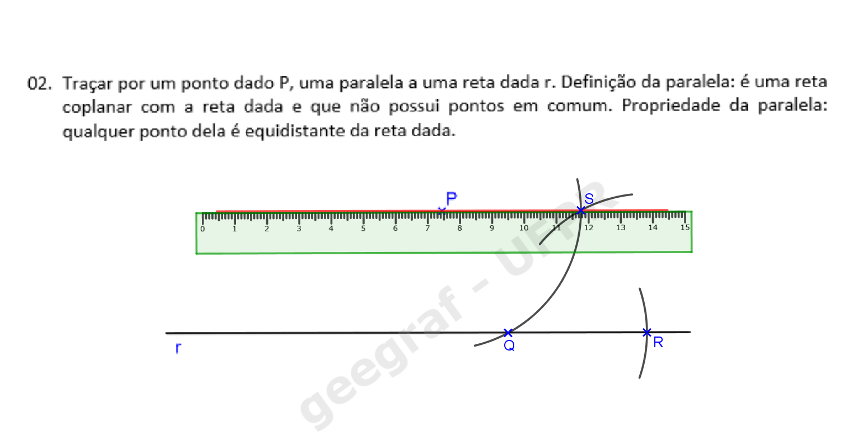 02. Traçar por um ponto dado P, uma paralela a uma reta dada r. Definição da paralela: é uma reta
coplanar com a reta dada e que não possui pontos em comum. Propriedade da paralela:
qualquer ponto dela é equidistante da reta dada.
P
S
0 1 2 3 4 5 6 7 8 9 10 11 12 13 14 15
geegraf - UFPR
r
Q
R